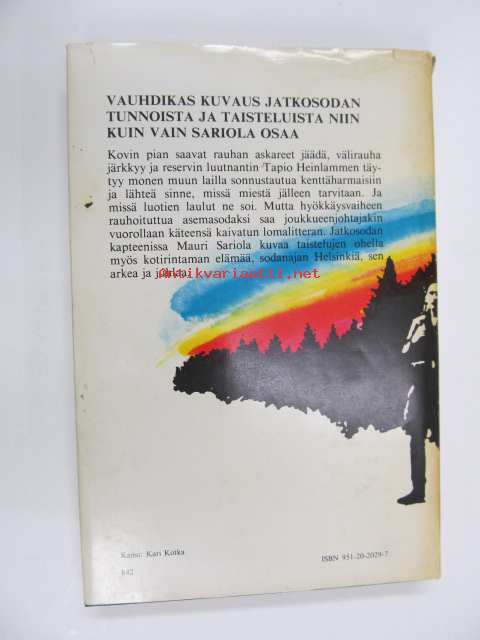 VAUHDIKAS KUVAUS JATKOSODAN
TUNNOISTA JA TAISTELUISTA NIIN
KUIN VAIN SARIOLA OSAA
Kovin pian saavat rauhan askareet jäädä, välirauha
järkkyy ja reservin luutnantin Tapio Heinlammen täy-
tyy monen muun lailla sonnustautua kenttäharmaisiin
ja lähteä sinne, missä miestä jälleen tarvitaan. Ja
missä luotien laulut ne soi. Mutta hyökkäysvaiheen
rauhoituttua asemasodaksi saa joukkueenjohtajakin
vuorollaan käteensä kaivatun lomalitteran. Jatkosodan
kapteenissa Mauri Sariola kuvaa taistelujen ohella
myös kotirintaman elämää, sodanajan Helsinkiä, sen
arkea ja juhlaa.
antikvariaatti.net
Kansi: Kari Kotka
842
ISBN 951-20-2029-7